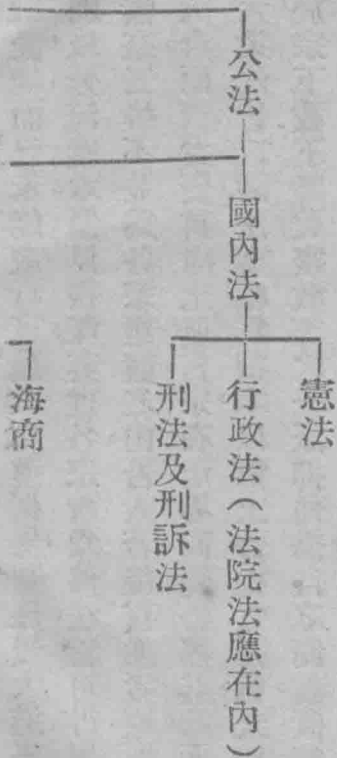 憲法
行政法（法院法應在內）
刑法及刑訴法
國內法
公法
海商